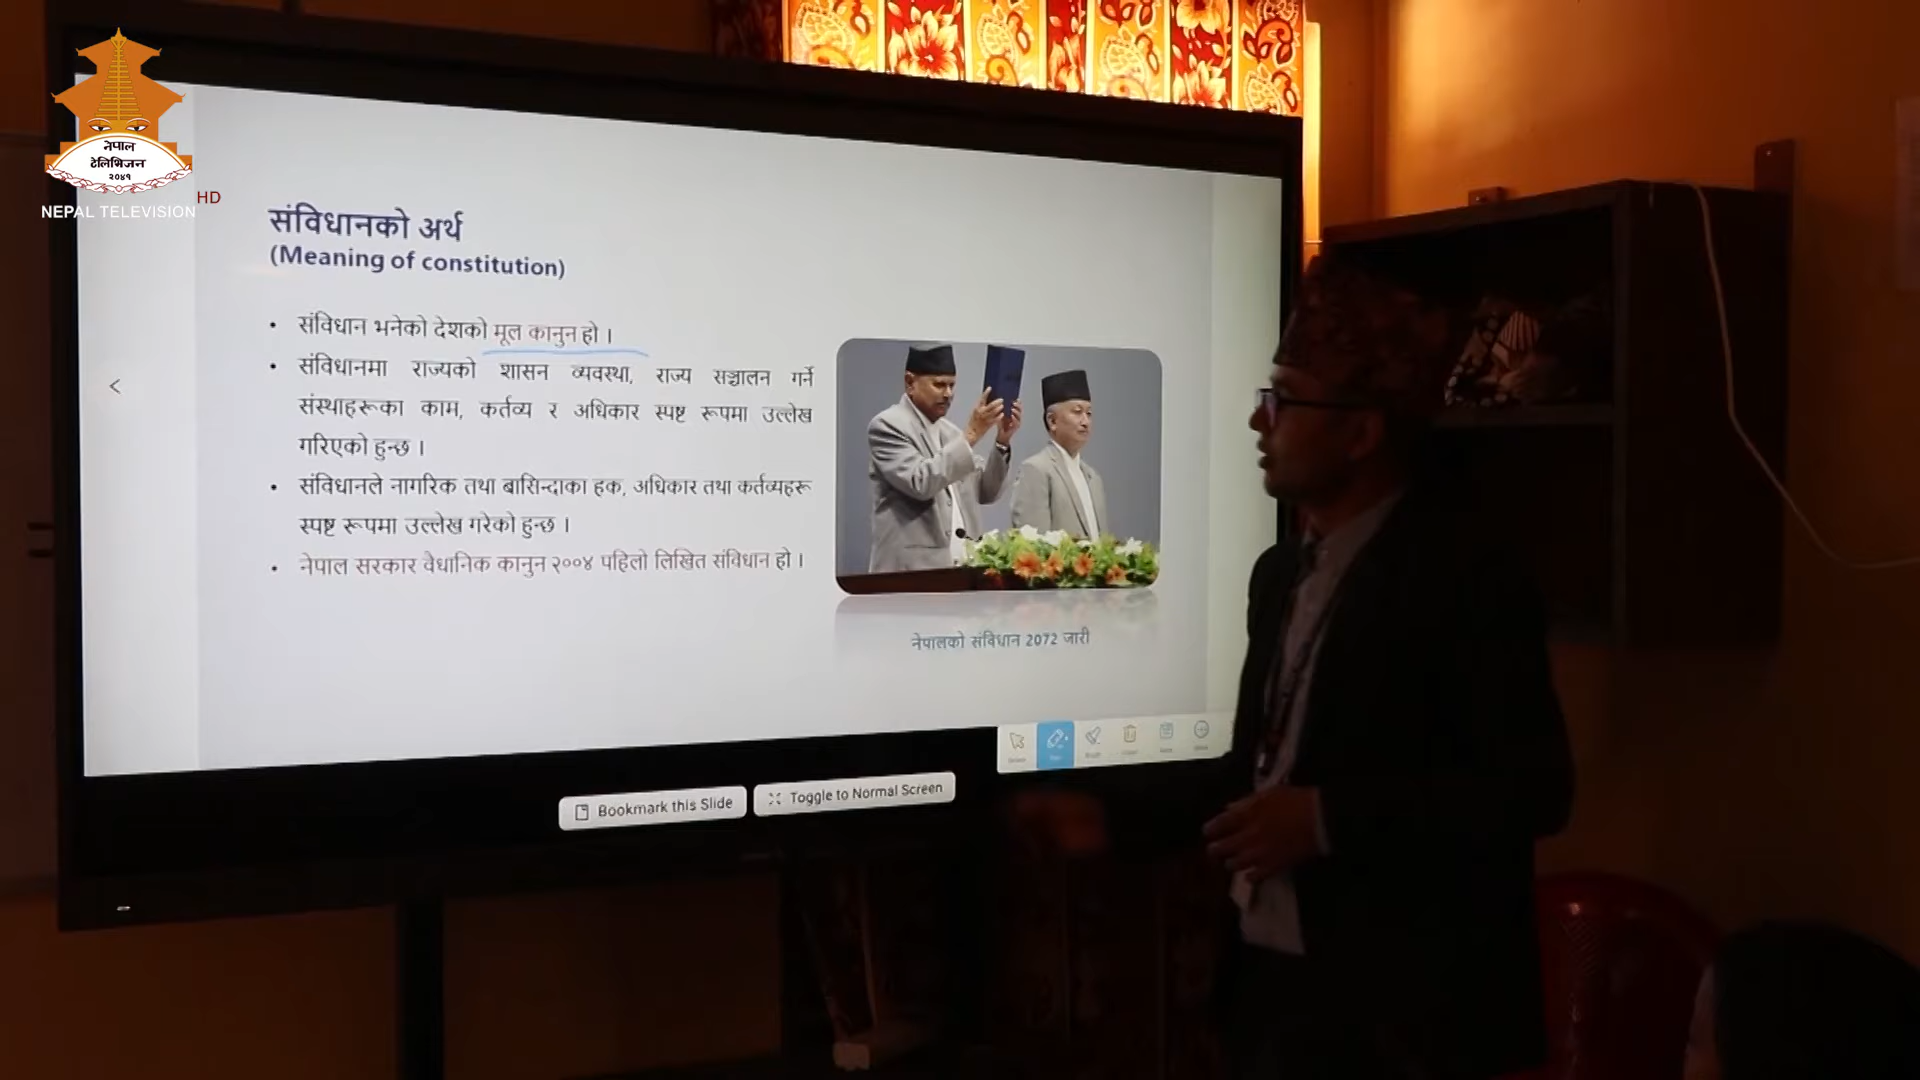 नेपाल
टेलिभिजन
२०४१
HD
NEPAL TELEVISION
संविधानको अर्थ
(Meaning of constitution)
• संविधान भनेको देशको मूल कानुन हो ।
• संविधानमा राज्यको शासन व्यवस्था, राज्य सञ्चालन गर्ने
संस्थाहरूका काम, कर्तव्य र अधिकार स्पष्ट रूपमा उल्लेख
गरिएको हुन्छ ।
• संविधानले नागरिक तथा बासिन्दाका हक, अधिकार तथा कर्तव्यहरू
स्पष्ट रूपमा उल्लेख गरेको हुन्छ ।
• नेपाल सरकार वैधानिक कानुन २००४ पहिलो लिखित संविधान हो ।
नेपालको संविधान 2072 जारी
Bookmark this Slide
Toggle to Normal Screen